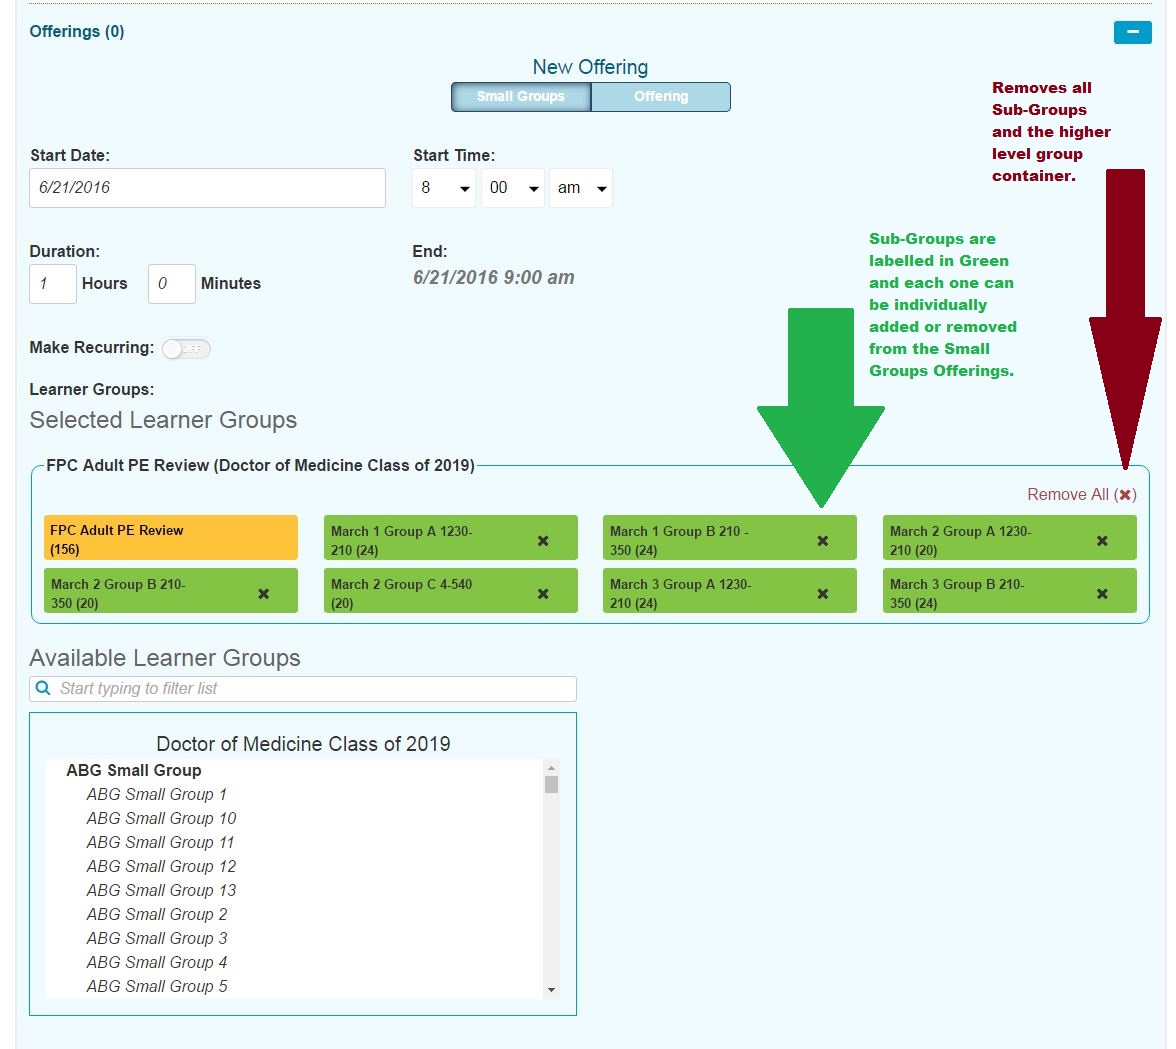 Offerings (0)
New Offering
Small Groups Offering
Removes all
Sub-Groups
and the higher
level group
container.
Start Date: Start Time:
6/21/2016 8 00 am
Sub-Groups are
labelled in Green
and each one can
be individually
added or removed
from the Small
Groups Offerings.
Duration: End:
1 Hours 0 Minutes 6/21/2016 9:00 am
Make Recurring: OFF
Learner Groups:
Selected Learner Groups
FPC Adult PE Review (Doctor of Medicine Class of 2019)
Remove All (✖)
FPC Adult PE Review
(156)
March 1 Group A 1230-
210 (24)
March 1 Group B 210 -
350 (24)
March 2 Group A 1230-
210 (20)
March 2 Group B 210-
350 (20)
March 2 Group C 4-540
(20)
March 3 Group A 1230-
210 (24)
March 3 Group B 210-
350 (24)
Available Learner Groups
Start typing to filter list
Doctor of Medicine Class of 2019
ABG Small Group
ABG Small Group 1
ABG Small Group 10
ABG Small Group 11
ABG Small Group 12
ABG Small Group 13
ABG Small Group 2
ABG Small Group 3
ABG Small Group 4
ABG Small Group 5